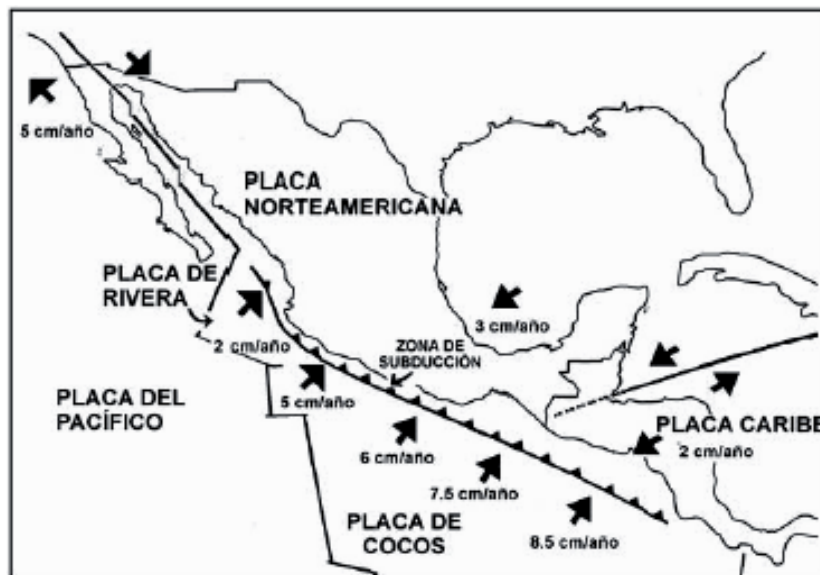 5 cm/año
PLACA
NORTEAMERICANA
PLACA DE
RIVERA
3 cm/año
2 cm/año
ZONA DE
SUBDUCCIÓN
PLACA DEL
PACÍFICO
5 cm/año
PLACA CARIBE
6 cm/año
2 cm/año
7.5 cm/año
PLACA DE
COCOS
8.5 cm/año